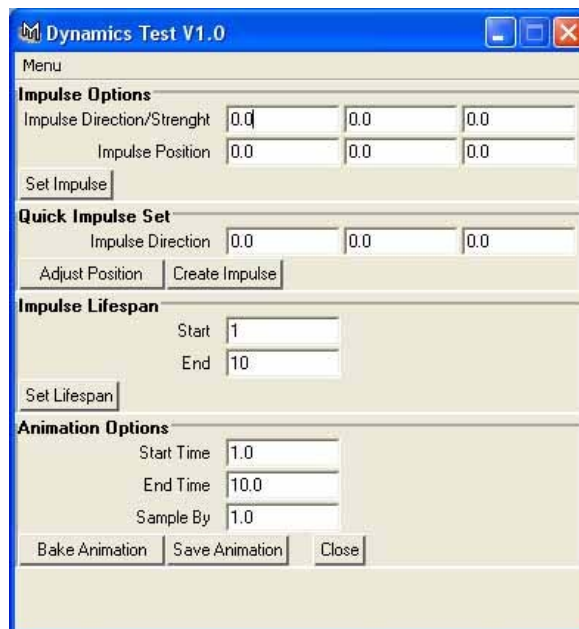 Dynamics Test V1.0
Menu
Impulse Options
Impulse Direction/Strenght 0.0 0.0 0.0
Impulse Position 0.0 0.0 0.0
Set Impulse
Quick Impulse Set
Impulse Direction 0.0 0.0 0.0
Adjust Position Create Impulse
Impulse Lifespan
Start 1
End 10
Set Lifespan
Animation Options
Start Time 1.0
End Time 10.0
Sample By 1.0
Bake Animation Save Animation Close